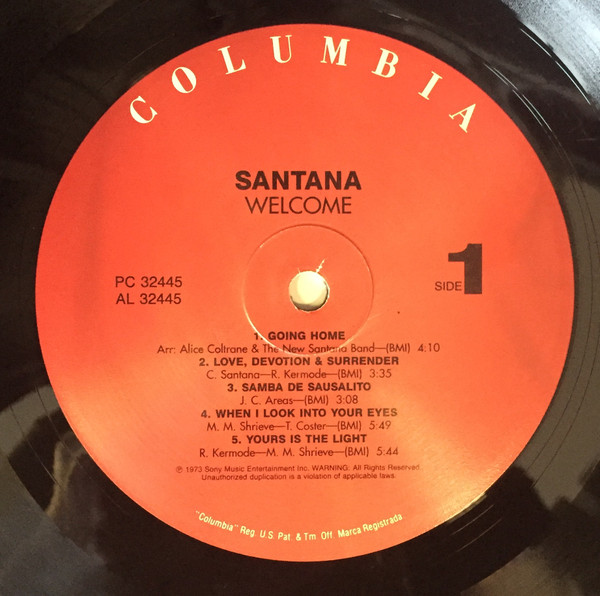 COLUMBIA
SANTANA
WELCOME
PC 32445
AL 32445
SIDE 1
1. GOING HOME
Arr: Alice Coltrane & The New Santana Band—(BMI) 4:10
2. LOVE, DEVOTION & SURRENDER
C. Santana—R. Kermode—(BMI) 3:35
3. SAMBA DE SAUSALITO
J. C. Areas—(BMI) 3:08
4. WHEN I LOOK INTO YOUR EYES
M. M. Shrieve—T. Coster—(BMI) 5:49
5. YOURS IS THE LIGHT
R. Kermode—M. M. Shrieve—(BMI) 5:44
℗ 1973 Sony Music Entertainment Inc. WARNING: All Rights Reserved.
Unauthorized duplication is a violation of applicable laws.
"Columbia" Reg. U.S. Pat. & Tm. Off. Marca Registrada.